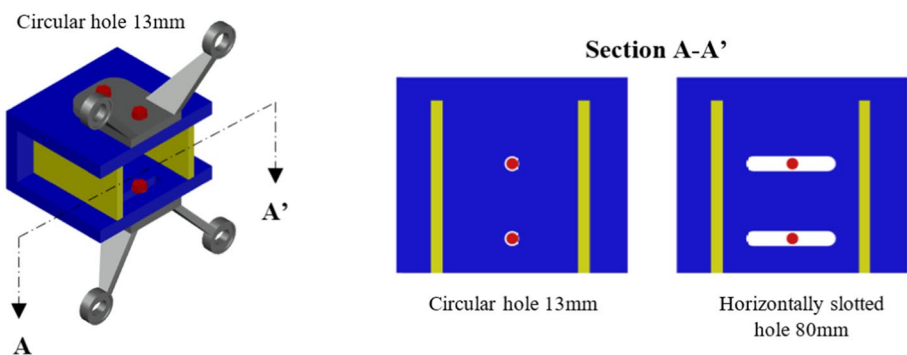 Circular hole 13mm
A
A’
Section A-A’
Circular hole 13mm
Horizontally slotted
hole 80mm